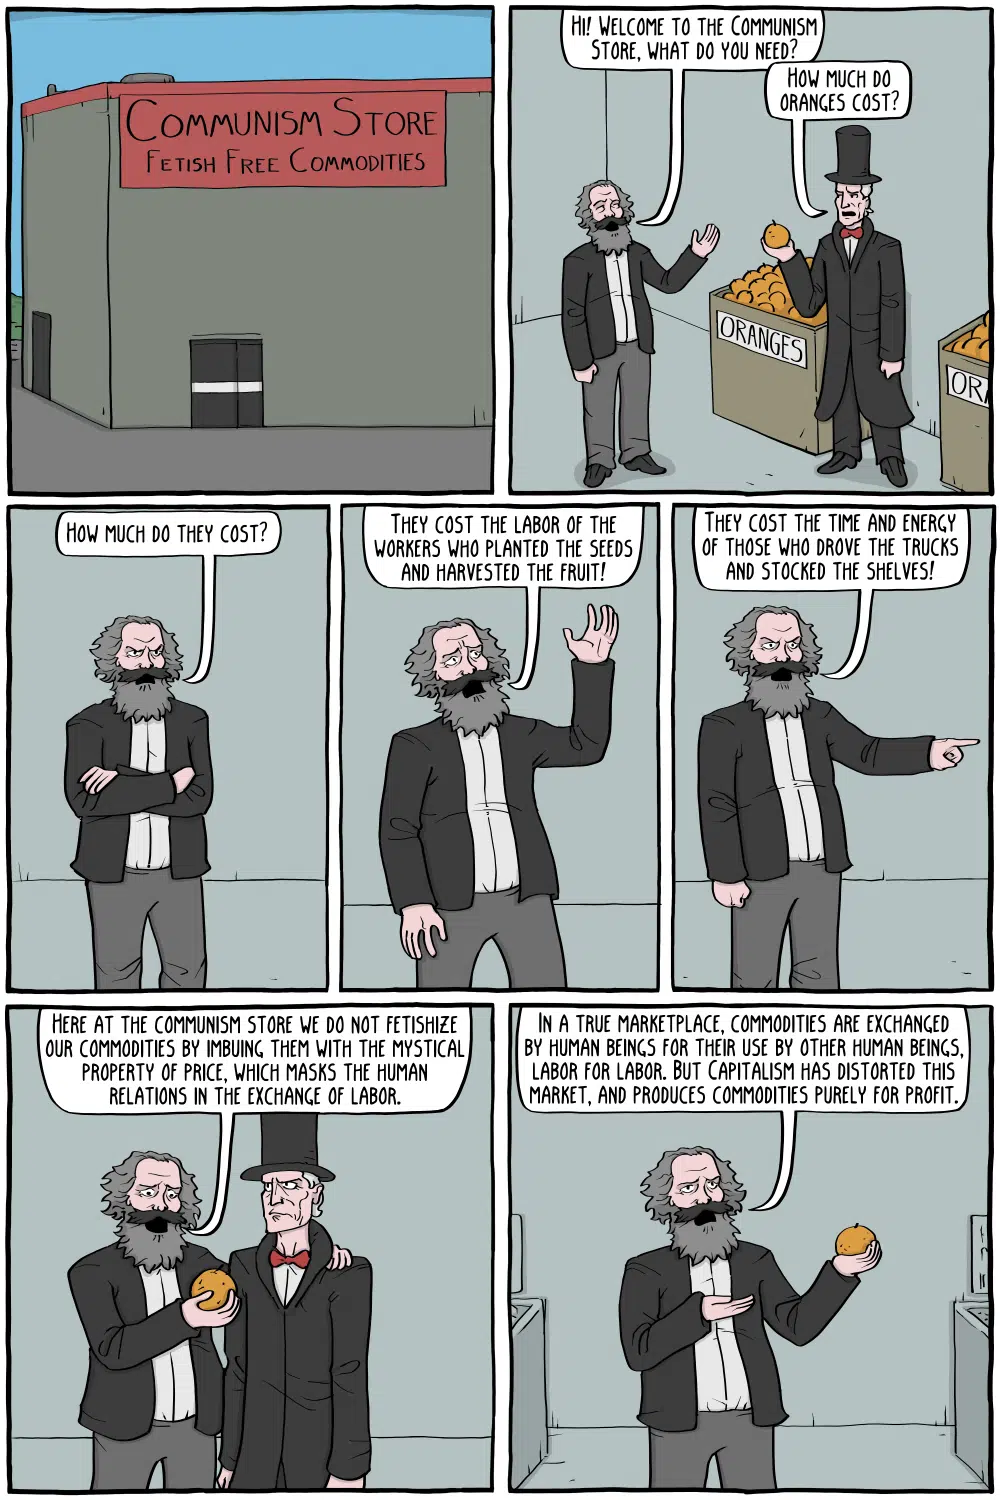 Communism Store
Fetish Free Commodities
Hi! Welcome to the Communism
Store, what do you need?
How much do
oranges cost?
ORANGES
OR
How much do they cost?
They cost the labor of the
workers who planted the seeds
and harvested the fruit!
They cost the time and energy
of those who drove the trucks
and stocked the shelves!
Here at the communism store we do not fetishize
our commodities by imbuing them with the mystical
property of price, which masks the human
relations in the exchange of labor.
In a true marketplace, commodities are exchanged
by human beings for their use by other human beings,
labor for labor. But Capitalism has distorted this
market, and produces commodities purely for profit.